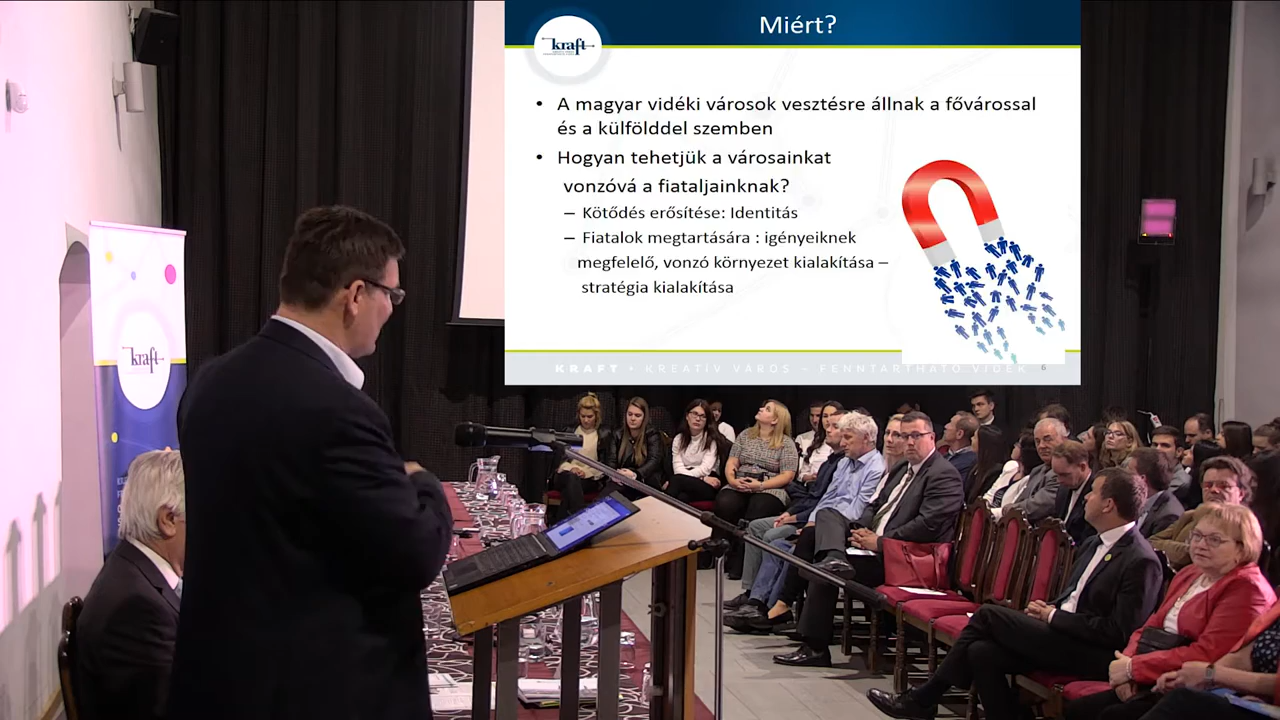 Miért?
kraft
• A magyar vidéki városok vesztésre állnak a fővárossal
és a külfölddel szemben
• Hogyan tehetjük a városainkat
vonzóvá a fiataljainknak?
– Kötődés erősítése: Identitás
– Fiatalok megtartására : igényeiknek
megfelelő, vonzó környezet kialakítása –
stratégia kialakítása
KRAFT • KREATÍV VÁROS – FENNTARTHATÓ VIDÉK
6
kraft